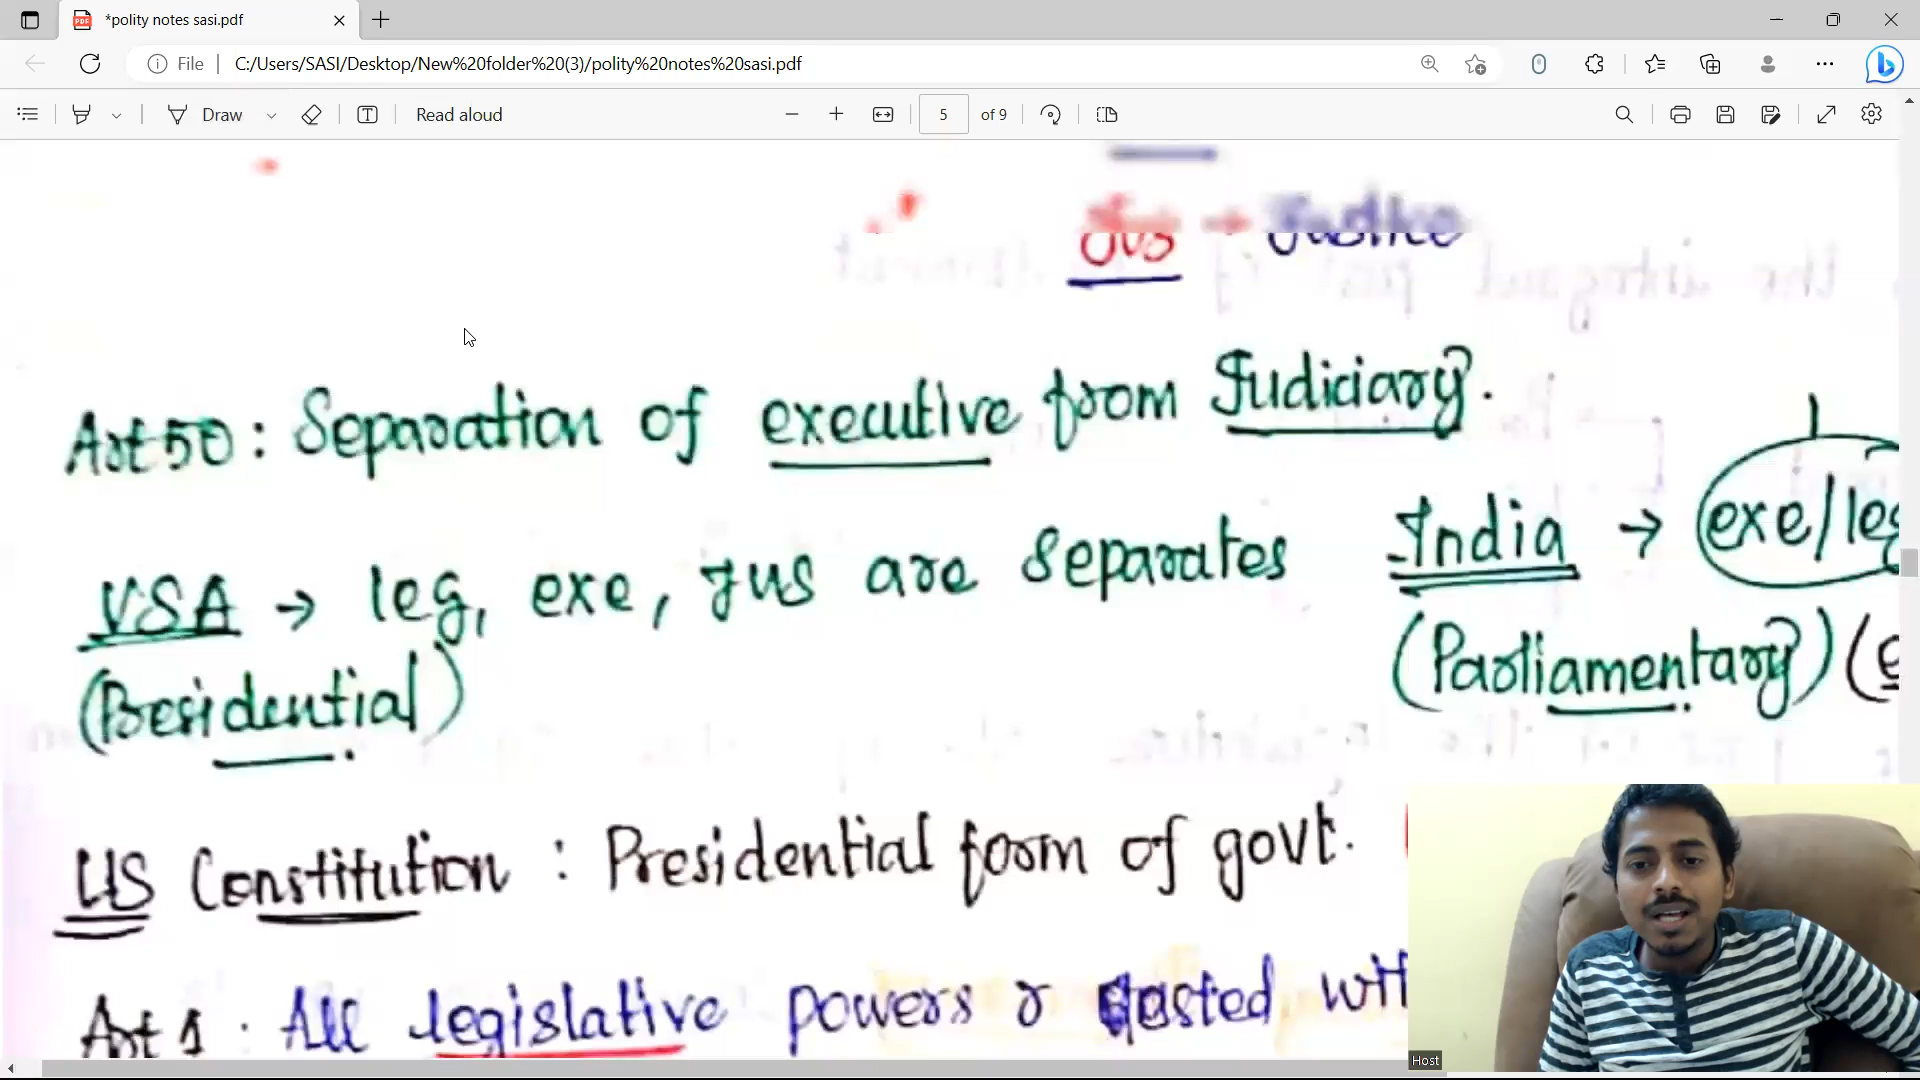 *polity notes sasi.pdf
File
C:/Users/SASI/Desktop/New%20folder%20(3)/polity%20notes%20sasi.pdf
Draw
Read aloud
5 of 9
Jus → Justice
Art 50 : Separation of executive from Judiciary.
USA → leg, exe, jus are separates
India → exe/leg
(Presidential)
(Parliamentary)
US Constitution : Presidential form of govt.
Art 1 : All legislative powers r
Host